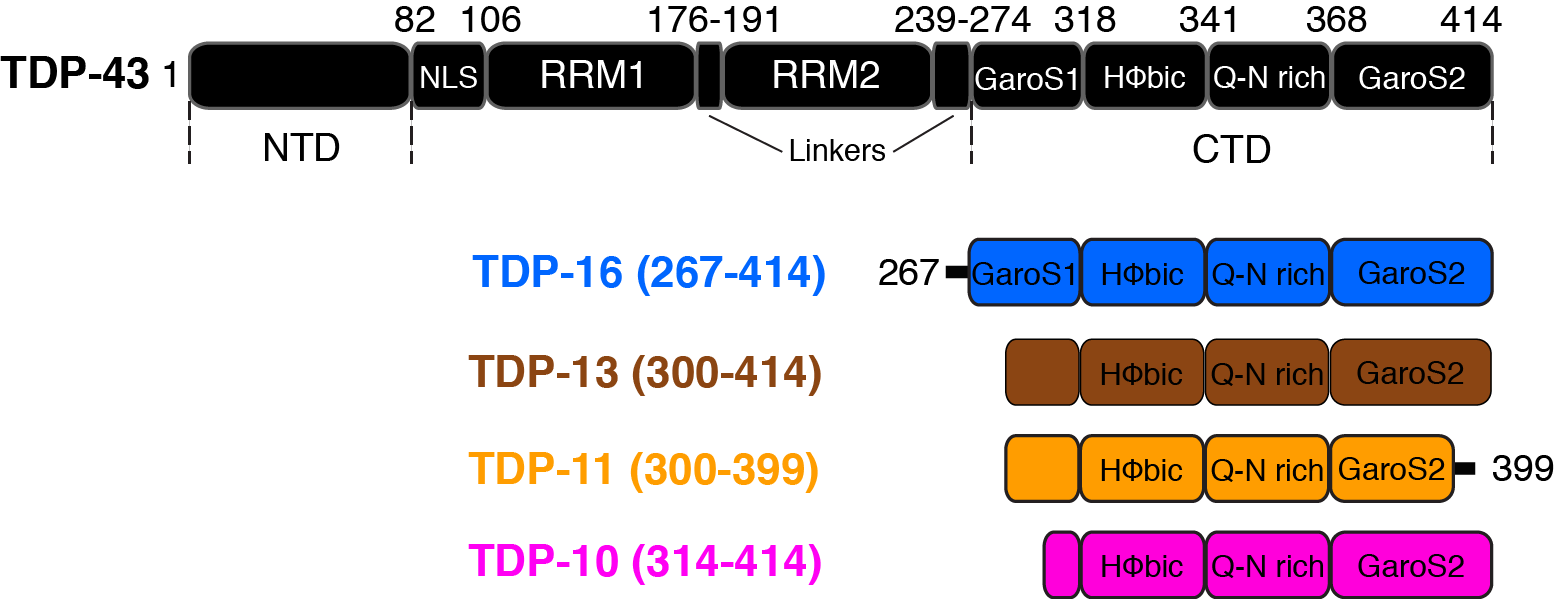 82 106 176-191 239-274 318 341 368 414
TDP-43 1 NLS RRM1 RRM2 GaroS1 HΦbic Q-N rich GaroS2
NTD Linkers CTD
TDP-16 (267-414) 267 GaroS1 HΦbic Q-N rich GaroS2
TDP-13 (300-414) HΦbic Q-N rich GaroS2
TDP-11 (300-399) HΦbic Q-N rich GaroS2 399
TDP-10 (314-414) HΦbic Q-N rich GaroS2